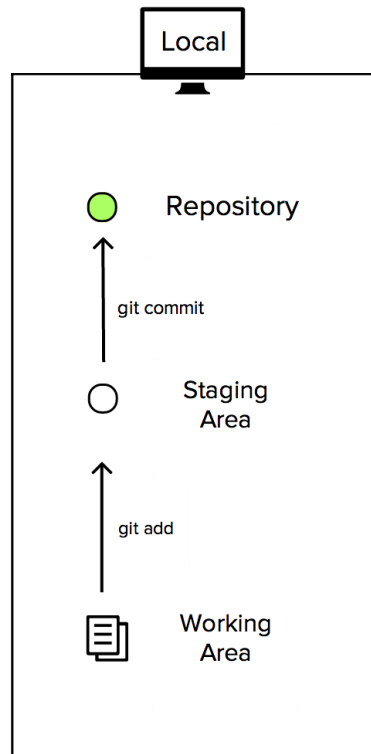 Local
Repository
git commit
Staging
Area
git add
Working
Area